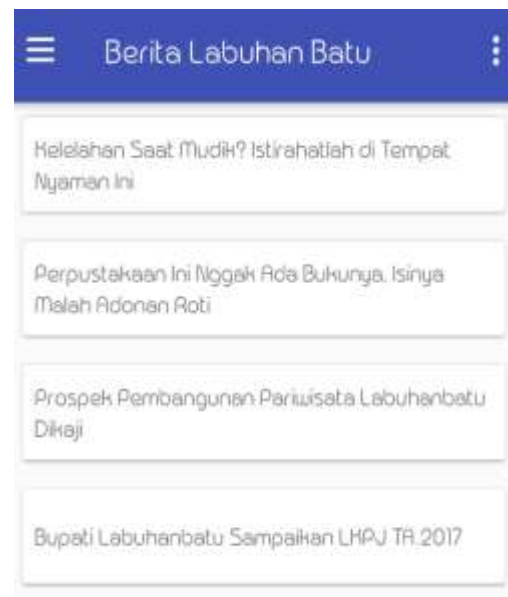 Berita Labuhan Batu
Kelelahan Saat Mudik? Istirahatlah di Tempat
Nyaman Ini
Perpustakaan Ini Nggak Ada Bukunya, Isinya
Malah Adonan Roti
Prospek Pembangunan Pariwisata Labuhanbatu
Dikaji
Bupati Labuhanbatu Sampaikan LKPJ TA 2017